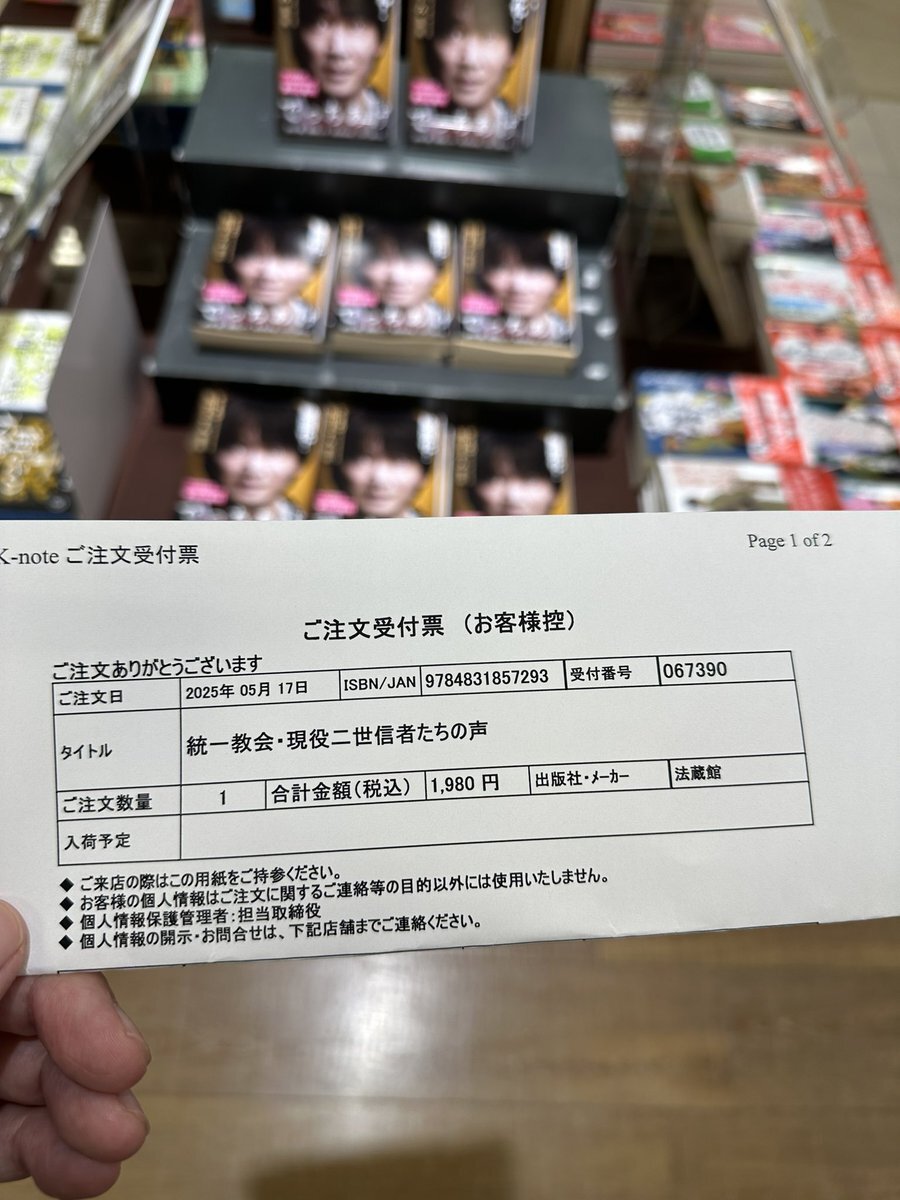 K-note ご注文受付票
Page 1 of 2
ご注文受付票 （お客様控）
ご注文ありがとうございます
ご注文日 2025年 05月 17日 ISBN/JAN 9784831857293 受付番号 067390
タイトル 統一教会・現役二世信者たちの声
ご注文数量 1 合計金額（税込） 1,980 円 出版社・メーカー 法蔵館
入荷予定
◆ ご来店の際はこの用紙をご持参ください。
◆ お客様の個人情報はご注文に関するご連絡等の目的以外には使用いたしません。
◆ 個人情報保護管理者：担当取締役
◆ 個人情報の開示・お問合せは、下記店舗までご連絡ください。